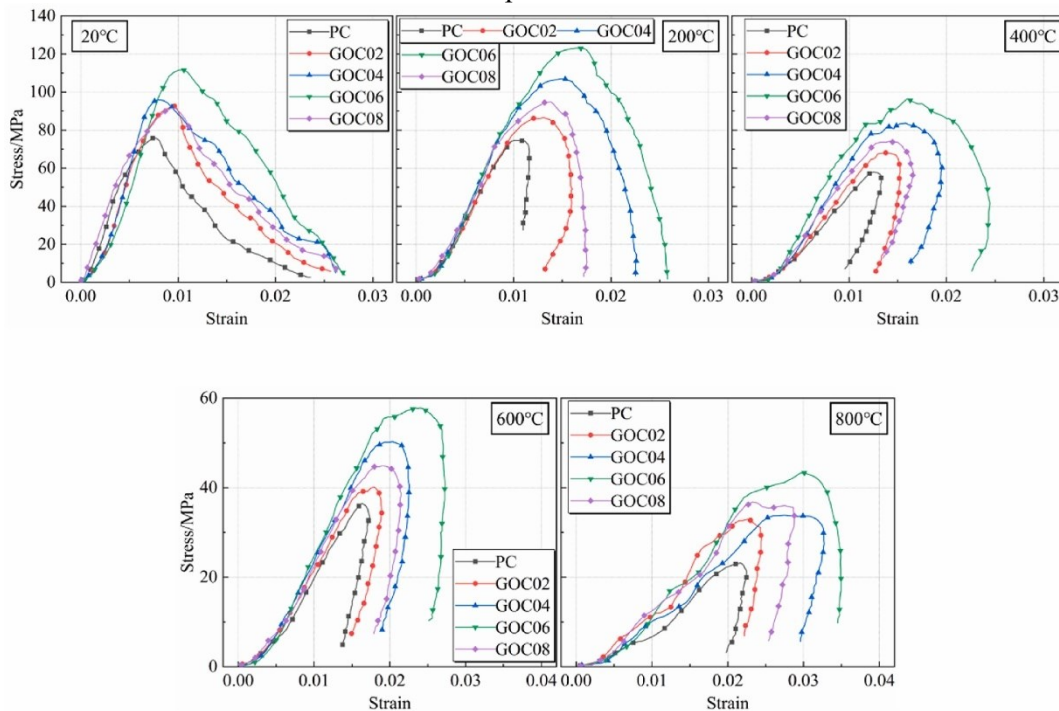 20°C
PC
GOC02
GOC04
GOC06
GOC08
Stress/MPa
140
120
100
80
60
40
20
0
0.00 0.01 0.02 0.03
Strain
200°C
PC GOC02 GOC04
GOC06
GOC08
0.00 0.01 0.02 0.03
Strain
400°C
PC
GOC02
GOC04
GOC06
GOC08
0.00 0.01 0.02 0.03
Strain
600°C
PC
GOC02
GOC04
GOC06
GOC08
Stress/MPa
60
40
20
0
0.00 0.01 0.02 0.03 0.04
Strain
800°C
PC
GOC02
GOC04
GOC06
GOC08
0.00 0.01 0.02 0.03 0.04
Strain